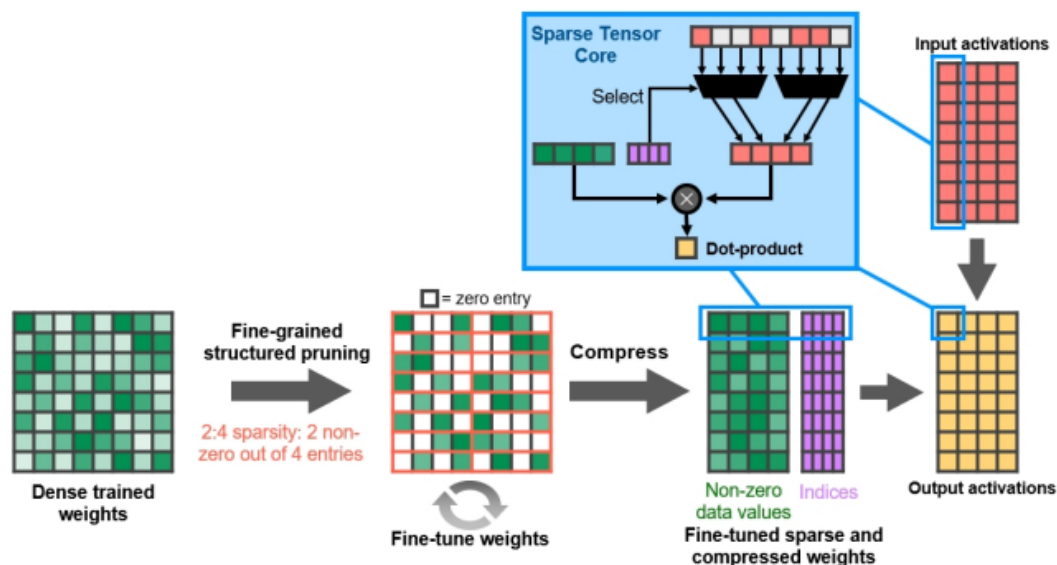 Sparse Tensor
Core
Select
Dot-product
Input activations
= zero entry
Fine-grained
structured pruning
2:4 sparsity: 2 non-
zero out of 4 entries
Compress
Dense trained
weights
Fine-tune weights
Non-zero
data values
Indices
Fine-tuned sparse and
compressed weights
Output activations